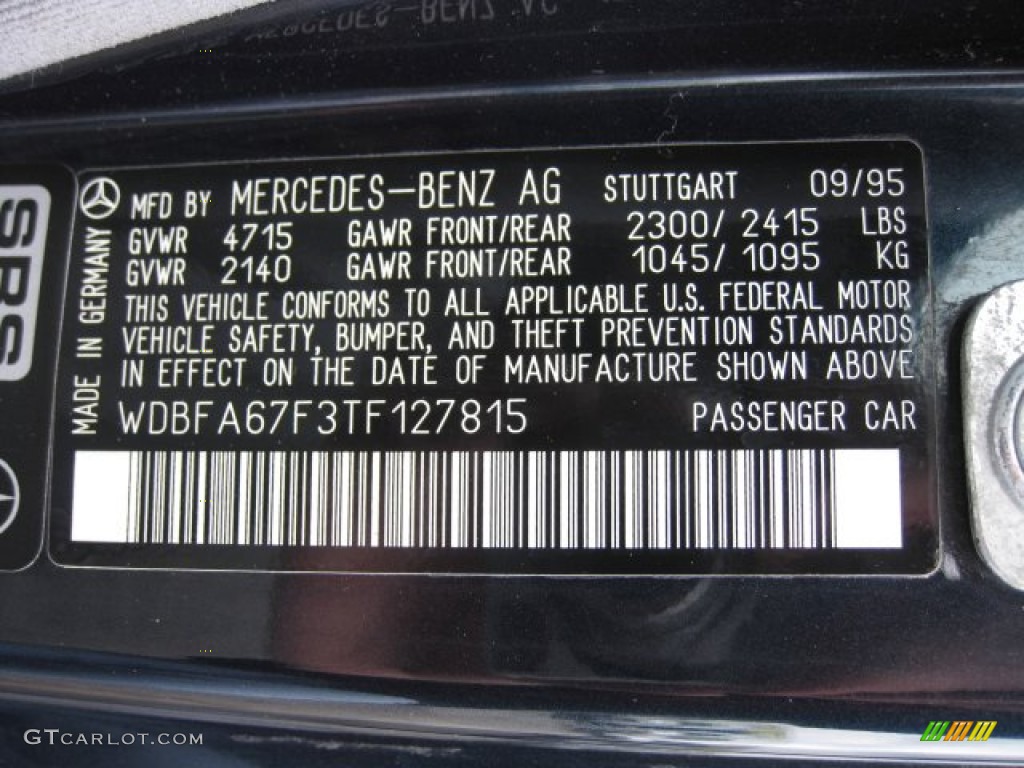 MERCEDES-BENZ AG
MFD BY MERCEDES-BENZ AG STUTTGART 09/95
GVWR 4715 GAWR FRONT/REAR 2300/ 2415 LBS
GVWR 2140 GAWR FRONT/REAR 1045/ 1095 KG
THIS VEHICLE CONFORMS TO ALL APPLICABLE U.S. FEDERAL MOTOR
VEHICLE SAFETY, BUMPER, AND THEFT PREVENTION STANDARDS
IN EFFECT ON THE DATE OF MANUFACTURE SHOWN ABOVE
WDBFA67F3TF127815 PASSENGER CAR
MADE IN GERMANY
SRS
GTCARLOT.COM